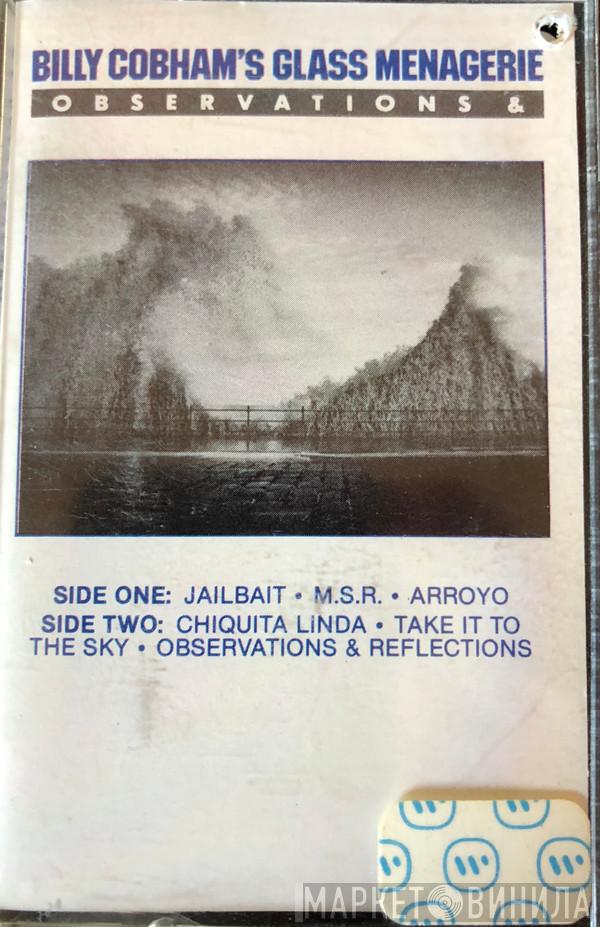 BILLY COBHAM'S GLASS MENAGERIE
OBSERVATIONS &
SIDE ONE: JAILBAIT • M.S.R. • ARROYO
SIDE TWO: CHIQUITA LINDA • TAKE IT TO
THE SKY • OBSERVATIONS & REFLECTIONS
МАРКЕТ ВИНИЛА